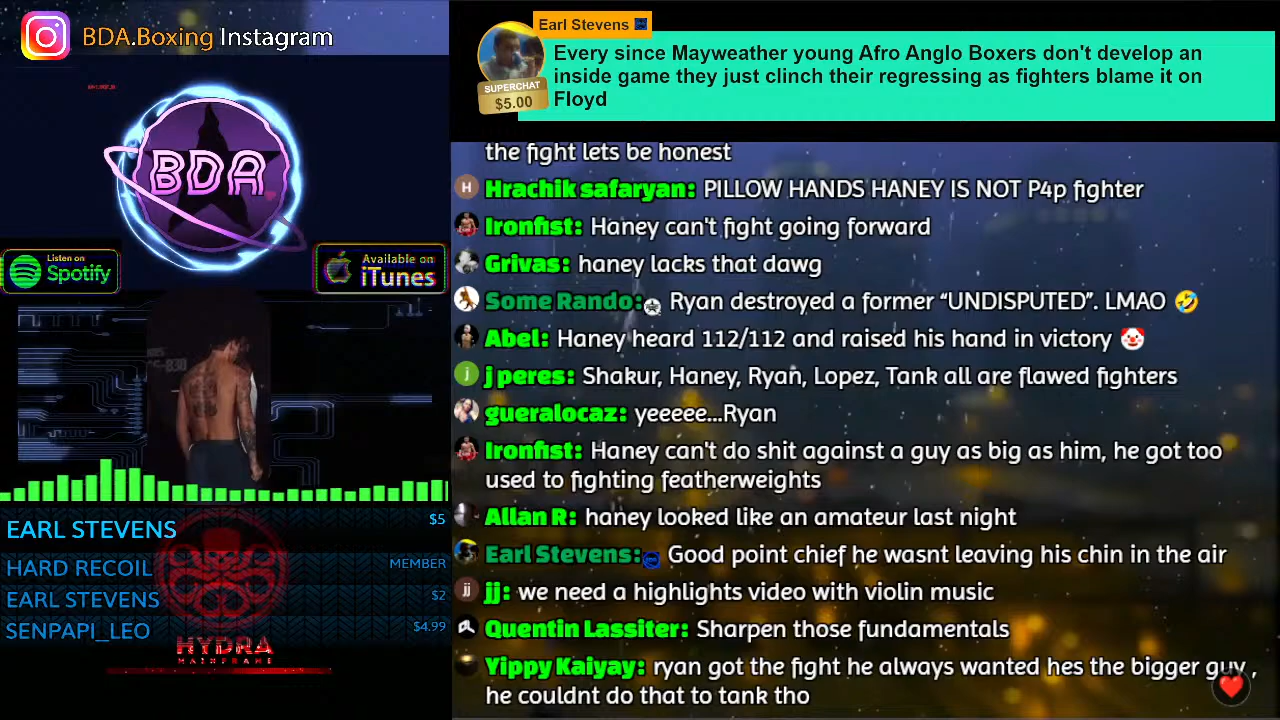 BDA.Boxing Instagram
BDA
Listen on
Spotify
Available on
iTunes
EARL STEVENS $5
HARD RECOIL MEMBER
EARL STEVENS $2
SENPAPI_LEO $4.99
HYDRA
MAINFRAME
Earl Stevens
SUPERCHAT
$5.00
Every since Mayweather young Afro Anglo Boxers don't develop an
inside game they just clinch their regressing as fighters blame it on
Floyd
the fight lets be honest
H Hrachik safaryan: PILLOW HANDS HANEY IS NOT P4p fighter
Ironfist: Haney can't fight going forward
Grivas: haney lacks that dawg
Some Rando: Ryan destroyed a former “UNDISPUTED”. LMAO 🤣
Abel: Haney heard 112/112 and raised his hand in victory 🤡
j j peres: Shakur, Haney, Ryan, Lopez, Tank all are flawed fighters
gueralocaz: yeeeee...Ryan
Ironfist: Haney can't do shit against a guy as big as him, he got too
used to fighting featherweights
Allan R: haney looked like an amateur last night
Earl Stevens: Good point chief he wasnt leaving his chin in the air
jj jj: we need a highlights video with violin music
Quentin Lassiter: Sharpen those fundamentals
Yippy Kaiyay: ryan got the fight he always wanted hes the bigger guy ,
he couldnt do that to tank tho